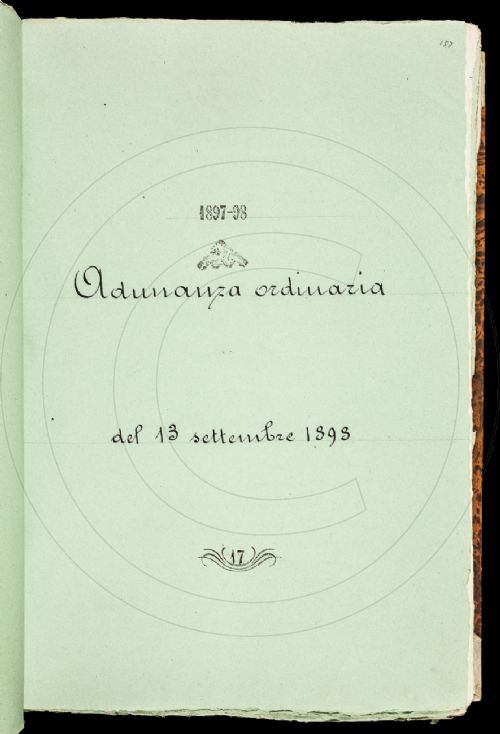 157
1897-98
Adunanza ordinaria
del 13 settembre 1898
17